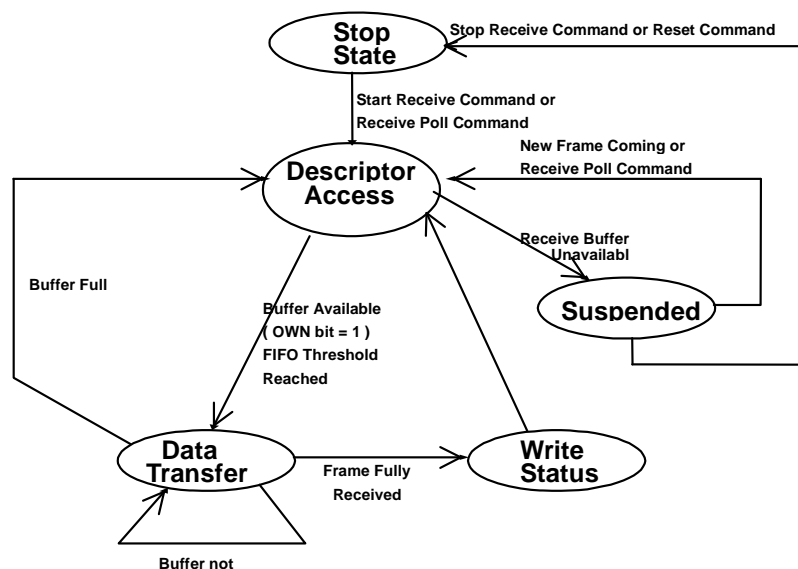 Stop
State
Stop Receive Command or Reset Command
Start Receive Command or
Receive Poll Command
New Frame Coming or
Receive Poll Command
Descriptor
Access
Receive Buffer
Unavailabl
Buffer Full
Suspended
Buffer Available
( OWN bit = 1 )
FIFO Threshold
Reached
Data
Transfer
Write
Status
Frame Fully
Received
Buffer not